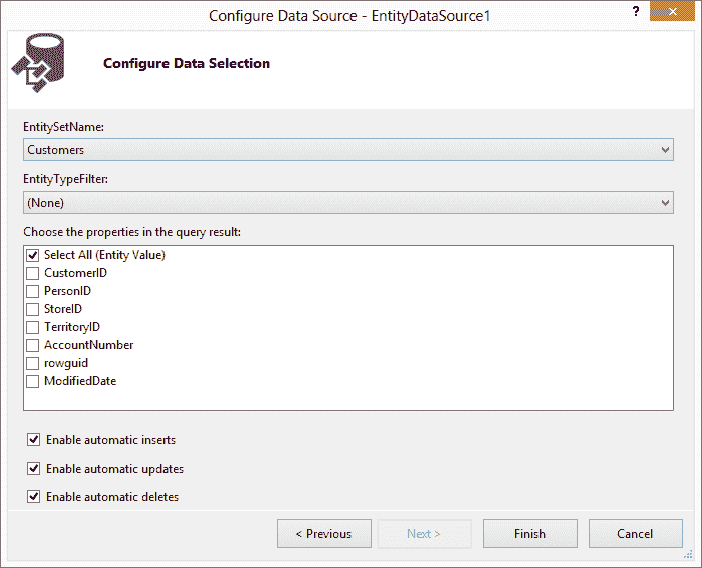 Configure Data Source - EntityDataSource1
?
Configure Data Selection
EntitySetName:
Customers
EntityTypeFilter:
(None)
Choose the properties in the query result:
Select All (Entity Value)
CustomerID
PersonID
StoreID
TerritoryID
AccountNumber
rowguid
ModifiedDate
Enable automatic inserts
Enable automatic updates
Enable automatic deletes
< Previous
Next >
Finish
Cancel